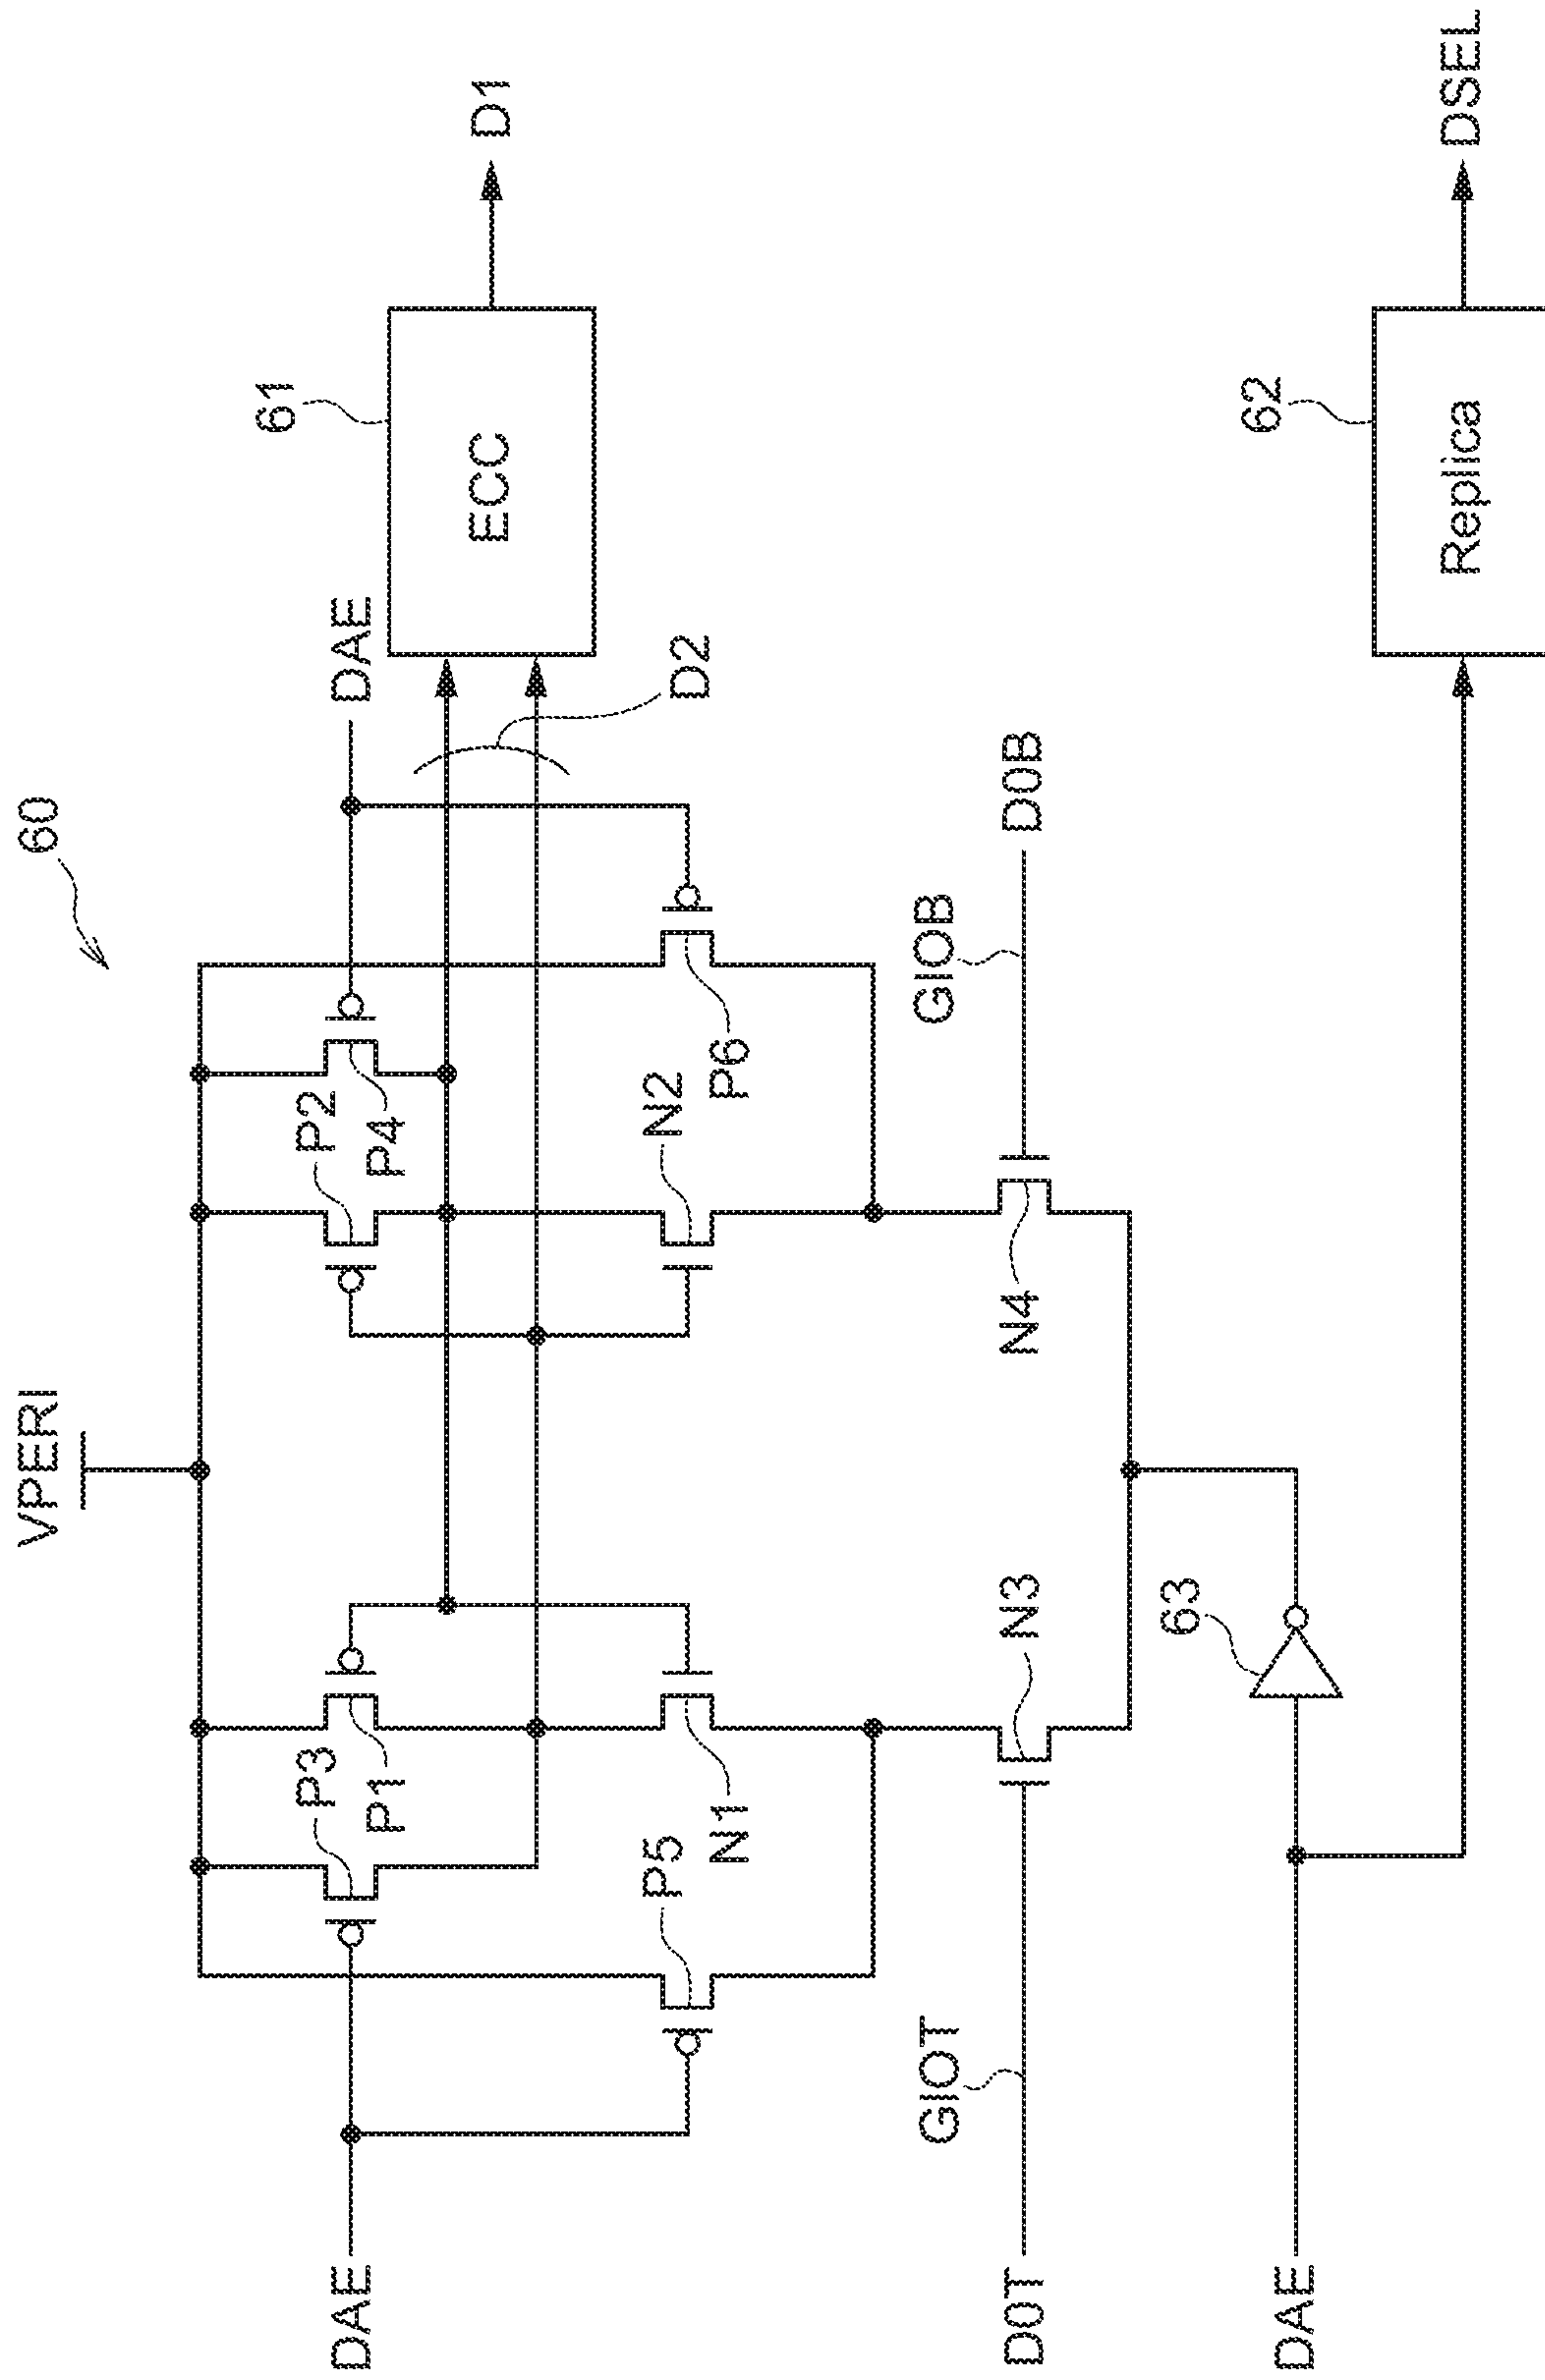 60
VPERI
DAE
P3
P1
P2
P4
DAE
61
ECC
D1
D2
P5
N1
N2
P6
GIOT
D0T
N3
N4
GIOB
D0B
63
DAE
62
Replica
DSEL